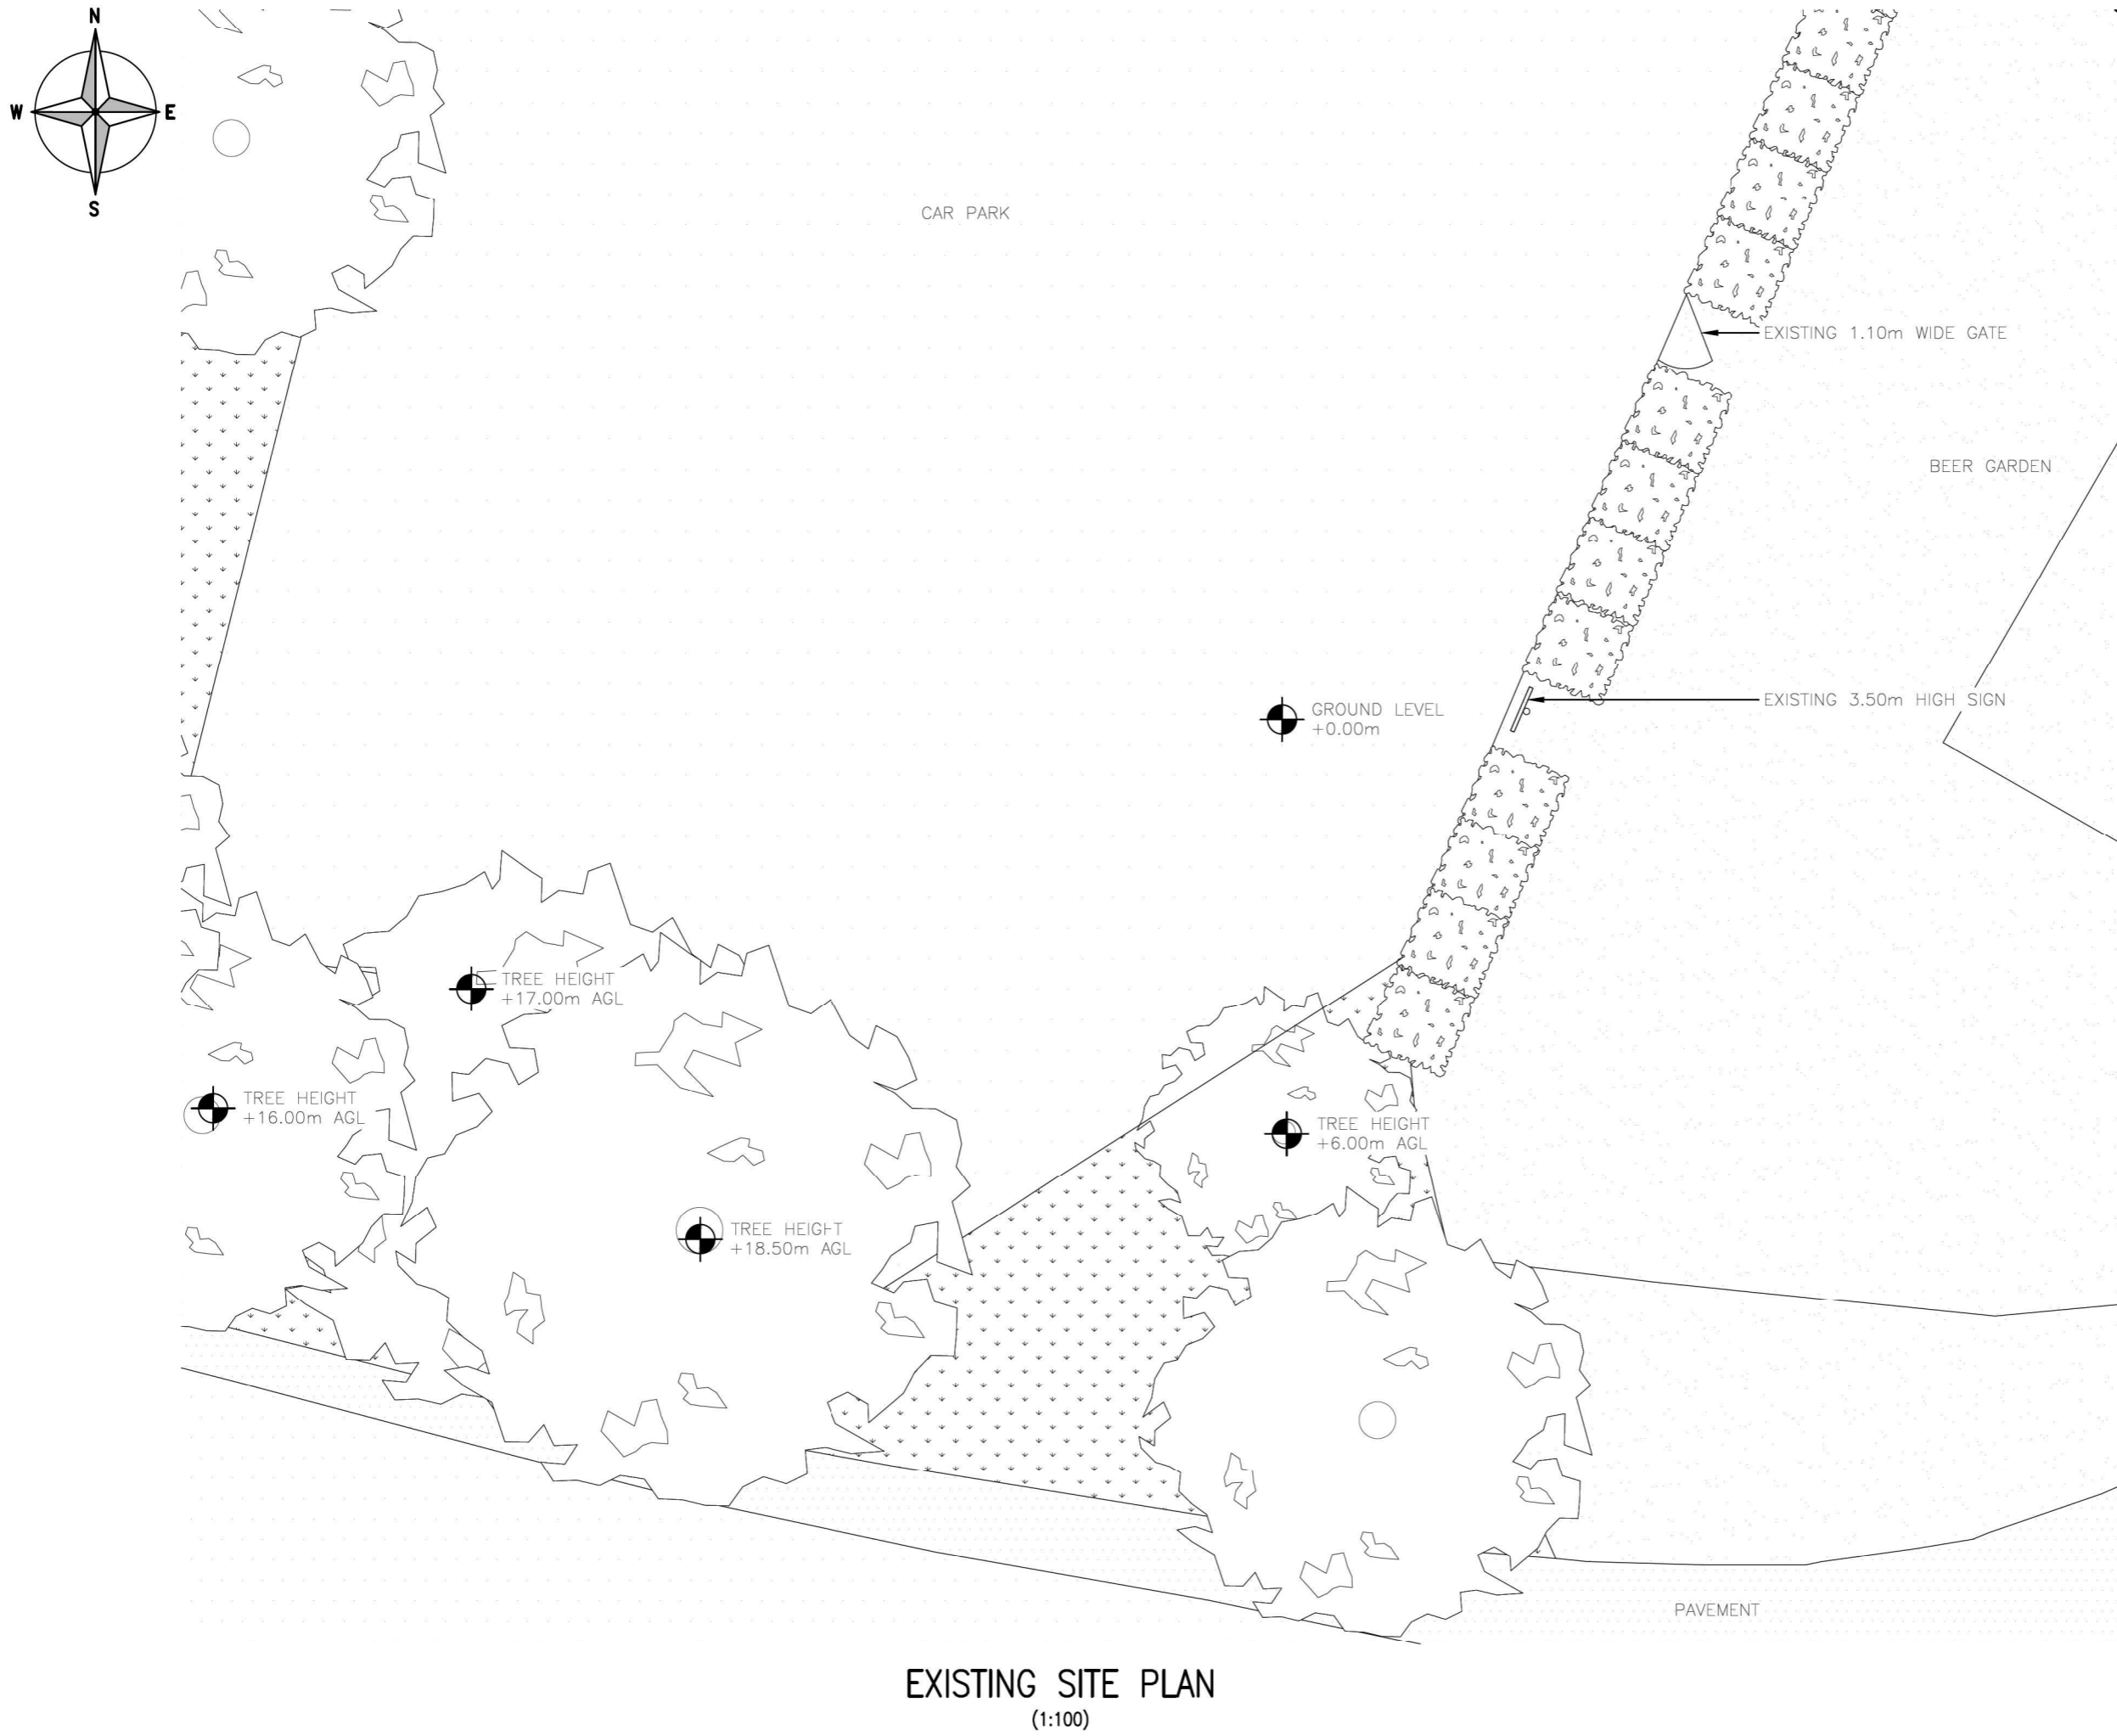 N
W
E
S
CAR PARK
EXISTING 1.10m WIDE GATE
BEER GARDEN
EXISTING 3.50m HIGH SIGN
GROUND LEVEL
+0.00m
TREE HEIGHT
+17.00m AGL
TREE HEIGHT
+16.00m AGL
TREE HEIGHT
+6.00m AGL
TREE HEIGHT
+18.50m AGL
PAVEMENT
EXISTING SITE PLAN
(1:100)